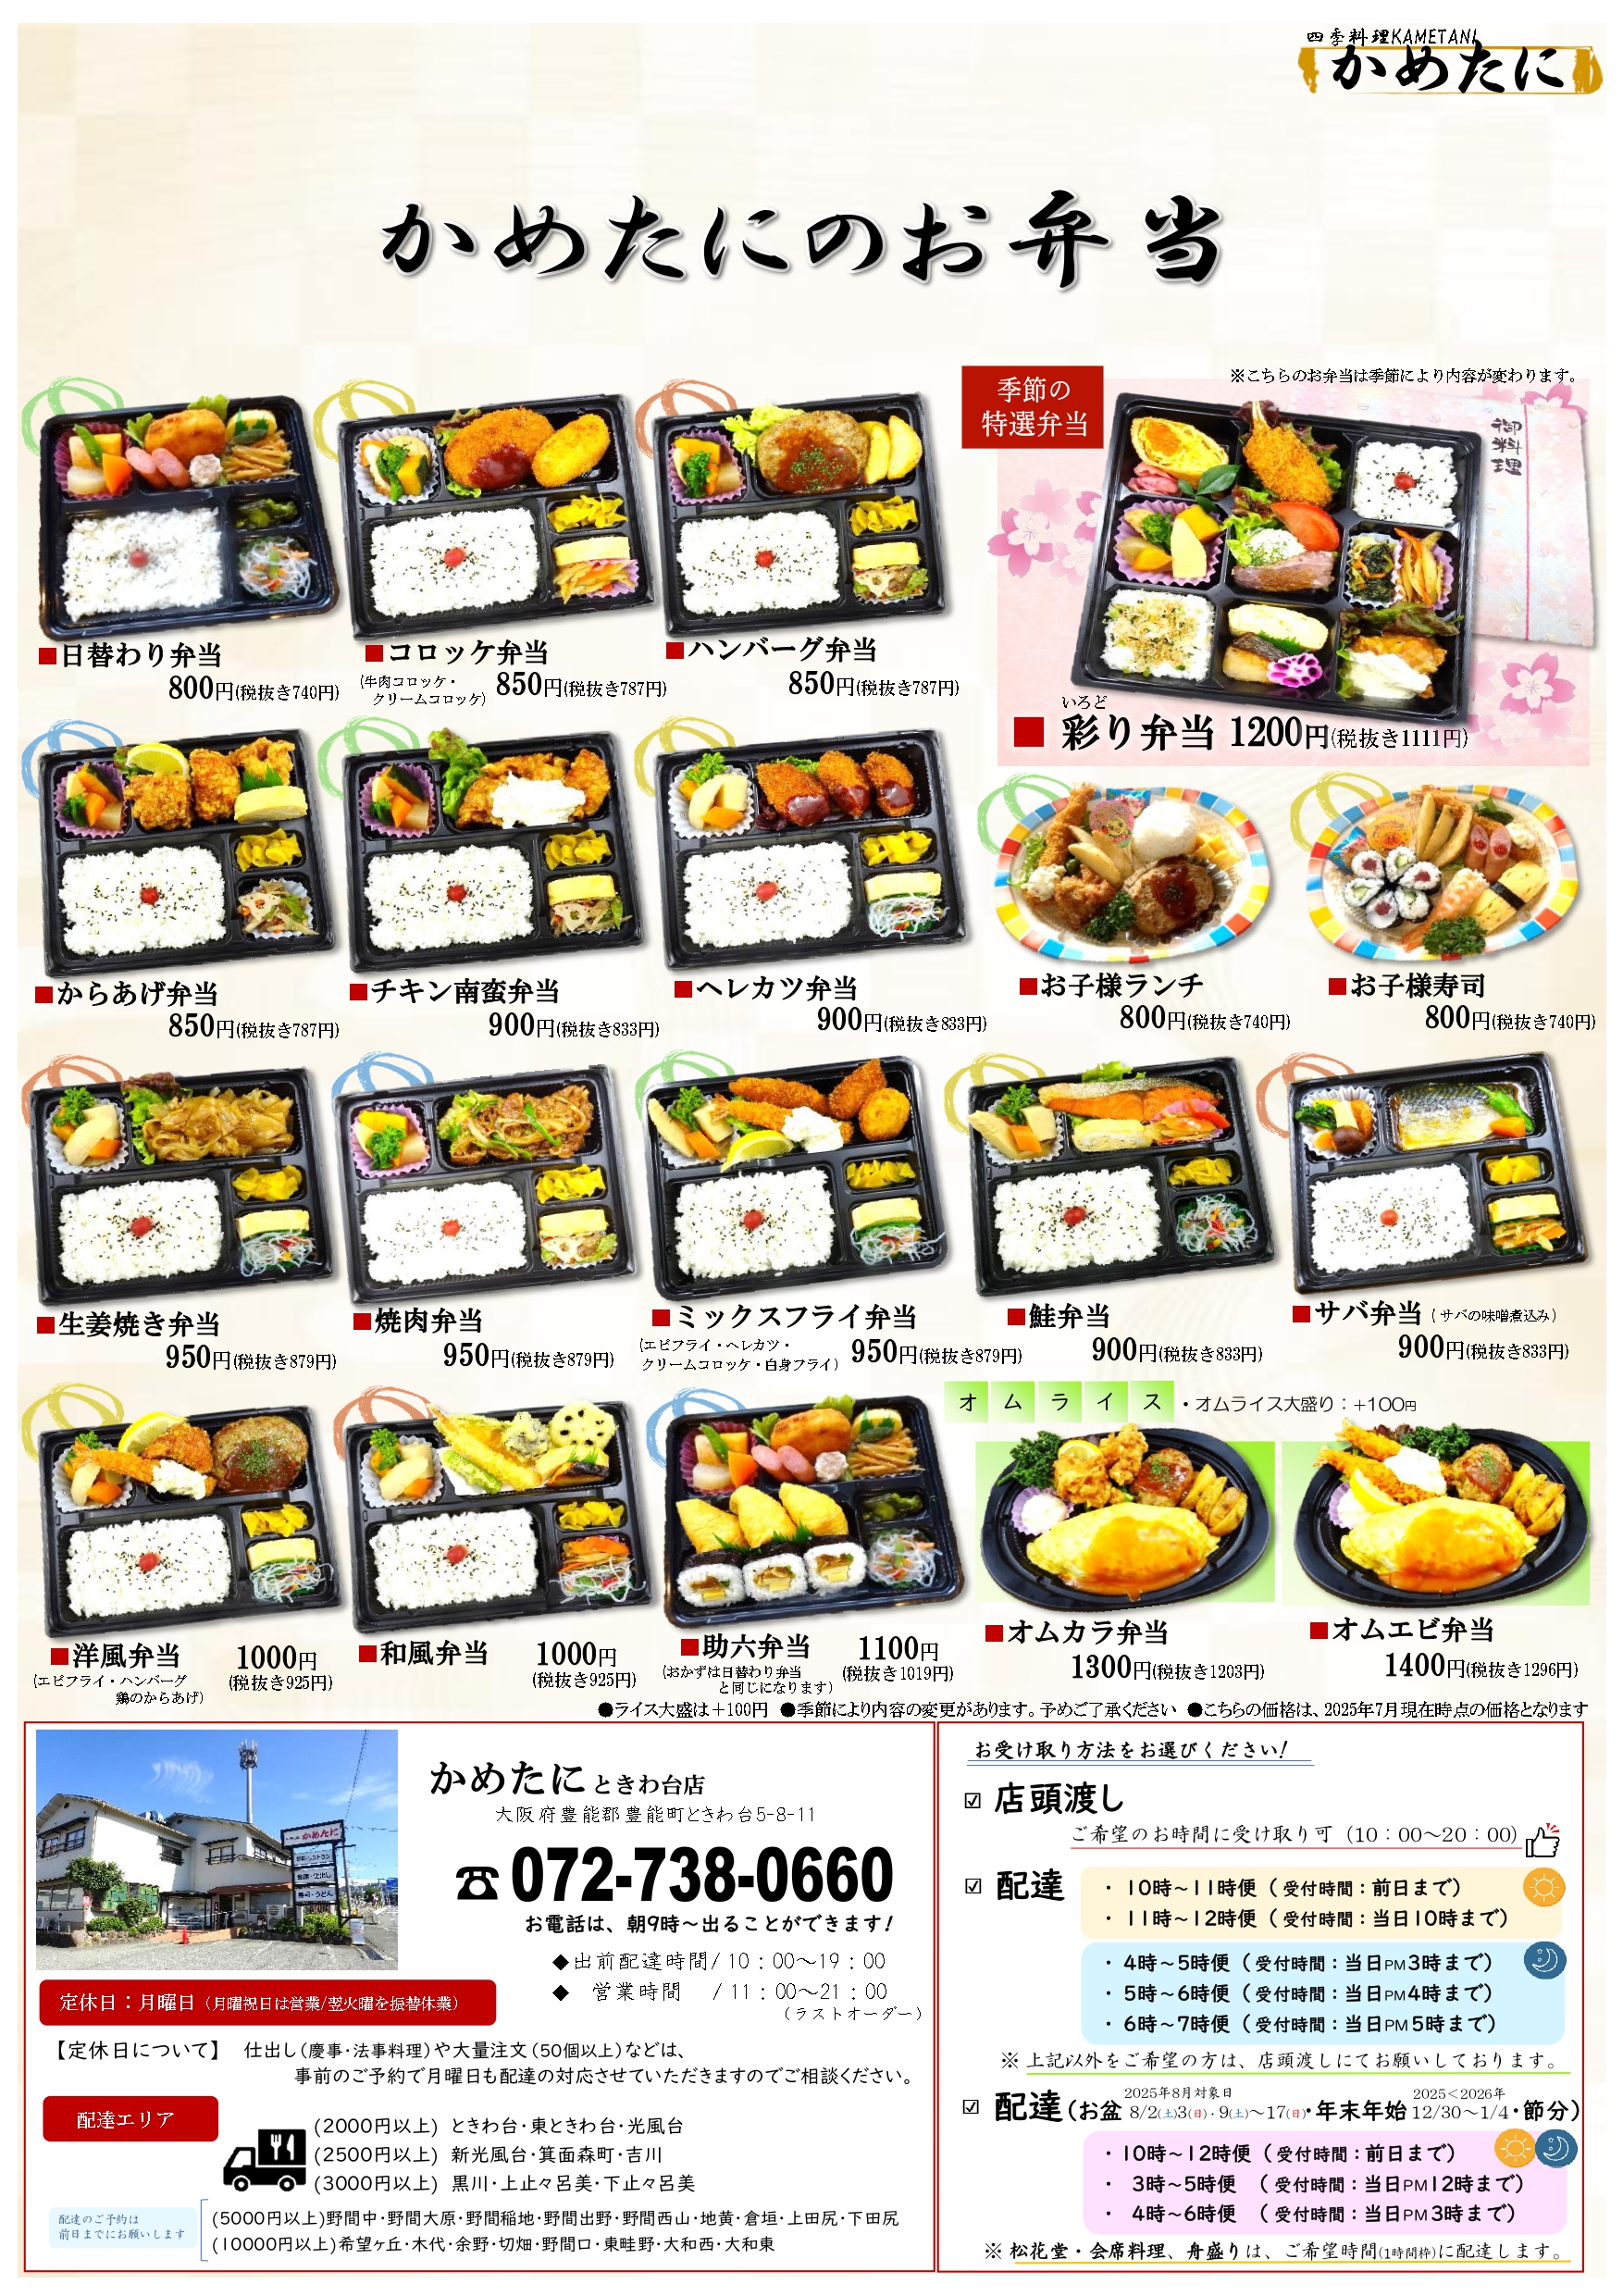 四季料理KAMETANI
かめたに
かめたにのお弁当
季節の
特選弁当
※こちらのお弁当は季節により内容が変わります。
御料理
■日替わり弁当
800円(税抜き740円)
■コロッケ弁当
(牛肉コロッケ・
クリームコロッケ)
850円(税抜き787円)
■ハンバーグ弁当
850円(税抜き787円)
いろど
■ 彩り弁当 1200円(税抜き1111円)
■からあげ弁当
850円(税抜き787円)
■チキン南蛮弁当
900円(税抜き833円)
■ヘレカツ弁当
900円(税抜き833円)
■お子様ランチ
800円(税抜き740円)
■お子様寿司
800円(税抜き740円)
■生姜焼き弁当
950円(税抜き879円)
■焼肉弁当
950円(税抜き879円)
■ミックスフライ弁当
(エビフライ・ヘレカツ・
クリームコロッケ・白身フライ)
950円(税抜き879円)
■鮭弁当
900円(税抜き833円)
■サバ弁当(サバの味噌煮込み)
900円(税抜き833円)
オムライス ・オムライス大盛り：+100円
■洋風弁当
(エビフライ・ハンバーグ
鶏のからあげ)
1000円
(税抜き925円)
■和風弁当
1000円
(税抜き925円)
■助六弁当
(おかずは日替わり弁当
と同じになります)
1100円
(税抜き1019円)
■オムカラ弁当
1300円(税抜き1203円)
■オムエビ弁当
1400円(税抜き1296円)
●ライス大盛は＋100円 ●季節により内容の変更があります。予めご了承ください ●こちらの価格は、2025年7月現在時点の価格となります
かめたに
かめたに ときわ台店
大阪府豊能郡豊能町ときわ台5-8-11
☎072-738-0660
お電話は、朝9時～出ることができます!
◆出前配達時間/ 10：00～19：00
◆ 営業時間 / 11：00～21：00
(ラストオーダー)
定休日：月曜日（月曜祝日は営業/翌火曜を振替休業）
【定休日について】 仕出し(慶事・法事料理)や大量注文(50個以上)などは、
事前のご予約で月曜日も配達の対応させていただきますのでご相談ください。
配達エリア
(2000円以上) ときわ台・東ときわ台・光風台
(2500円以上) 新光風台・箕面森町・吉川
(3000円以上) 黒川・上止々呂美・下止々呂美
配達のご予約は
前日までにお願いします
(5000円以上)野間中・野間大原・野間稲地・野間出野・野間西山・地黄・倉垣・上田尻・下田尻
(10000円以上)希望ヶ丘・木代・余野・切畑・野間口・東畦野・大和西・大和東
お受け取り方法をお選びください!
☑ 店頭渡し
ご希望のお時間に受け取り可（10：00～20：00）
☑ 配達
・10時～11時便（受付時間：前日まで）
・11時～12時便（受付時間：当日10時まで）
・4時～5時便（受付時間：当日PM3時まで）
・5時～6時便（受付時間：当日PM4時まで）
・6時～7時便（受付時間：当日PM5時まで）
※ 上記以外をご希望の方は、店頭渡しにてお願いしております。
2025年8月対象日 2025<2026年
☑ 配達(お盆 8/2(土)3(日)・9(土)～17(日)・年末年始 12/30～1/4・節分)
・10時～12時便（受付時間：前日まで）
・ 3時～5時便（受付時間：当日PM12時まで）
・ 4時～6時便（受付時間：当日PM3時まで）
※ 松花堂・会席料理、舟盛りは、ご希望時間(1時間枠)に配達します。